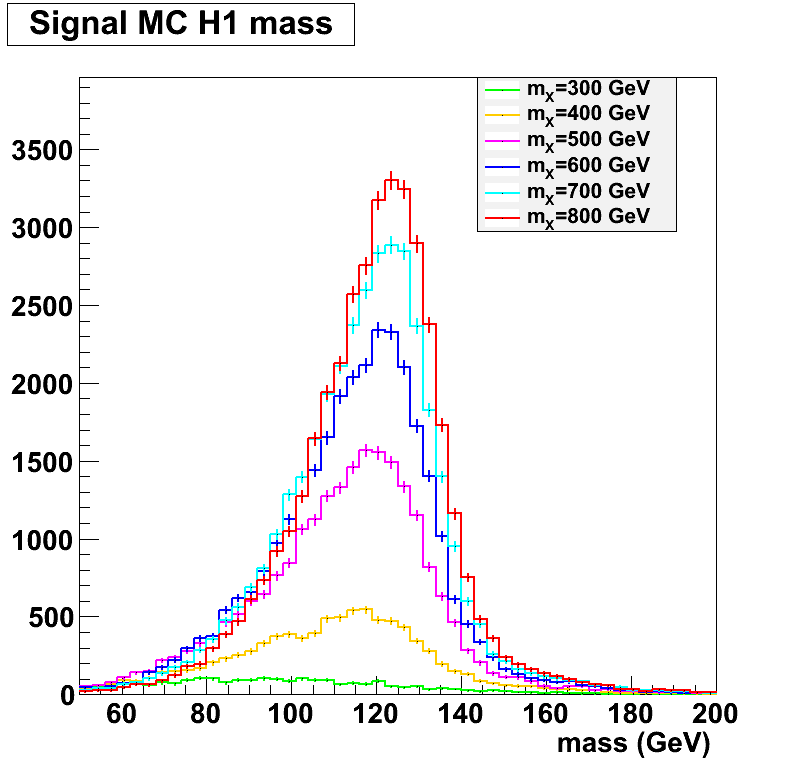 Signal MC H1 mass
m_X=300 GeV
m_X=400 GeV
m_X=500 GeV
m_X=600 GeV
m_X=700 GeV
m_X=800 GeV
3500
3000
2500
2000
1500
1000
500
0
60 80 100 120 140 160 180 200
mass (GeV)